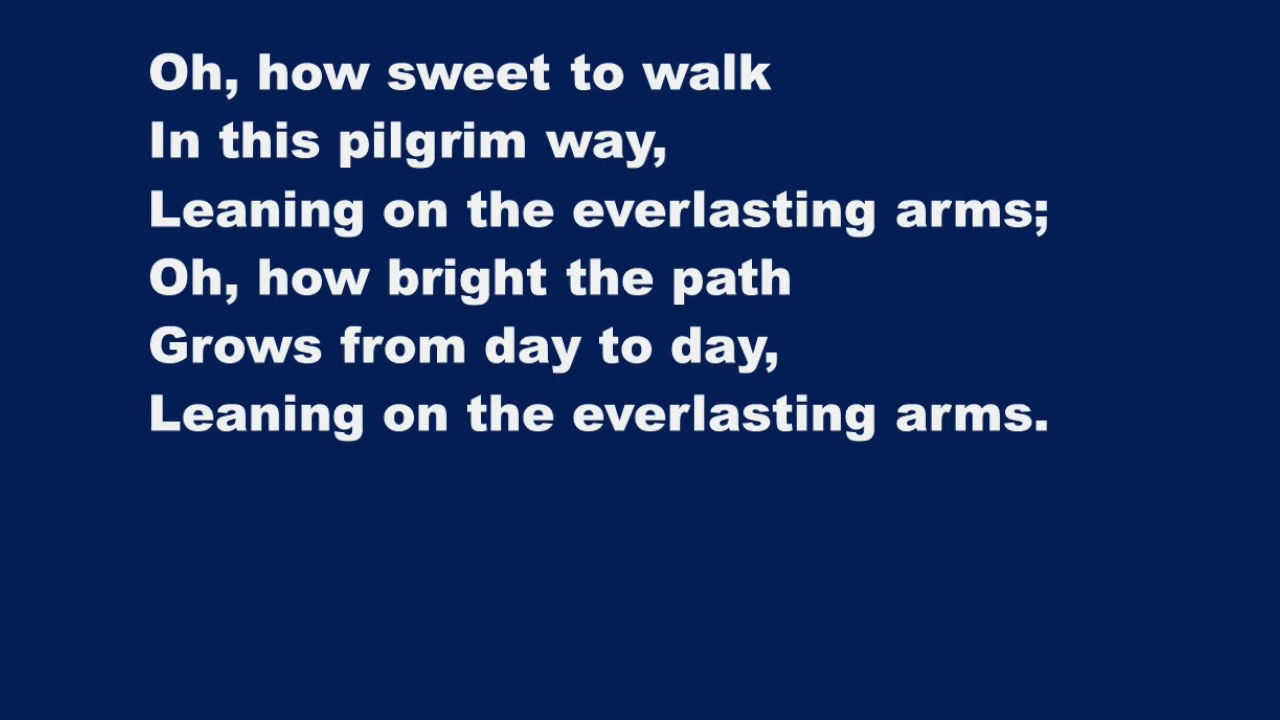 Oh, how sweet to walk
In this pilgrim way,
Leaning on the everlasting arms;
Oh, how bright the path
Grows from day to day,
Leaning on the everlasting arms.